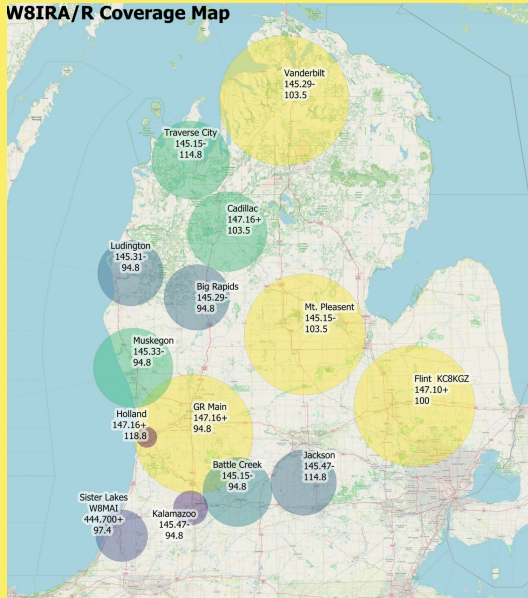 W8IRA/R Coverage Map
Vanderbilt
145.29-
103.5
Traverse City
145.15-
114.8
Cadillac
147.16+
103.5
Ludington
145.31-
94.8
Big Rapids
145.29-
94.8
Mt. Pleasent
145.15-
103.5
Muskegon
145.33-
94.8
Flint KC8KGZ
147.10+
100
Holland
147.16+
118.8
GR Main
147.16+
94.8
Battle Creek
145.15-
94.8
Jackson
145.47-
114.8
Sister Lakes
W8MAI
444.700+
97.4
Kalamazoo
145.47-
94.8